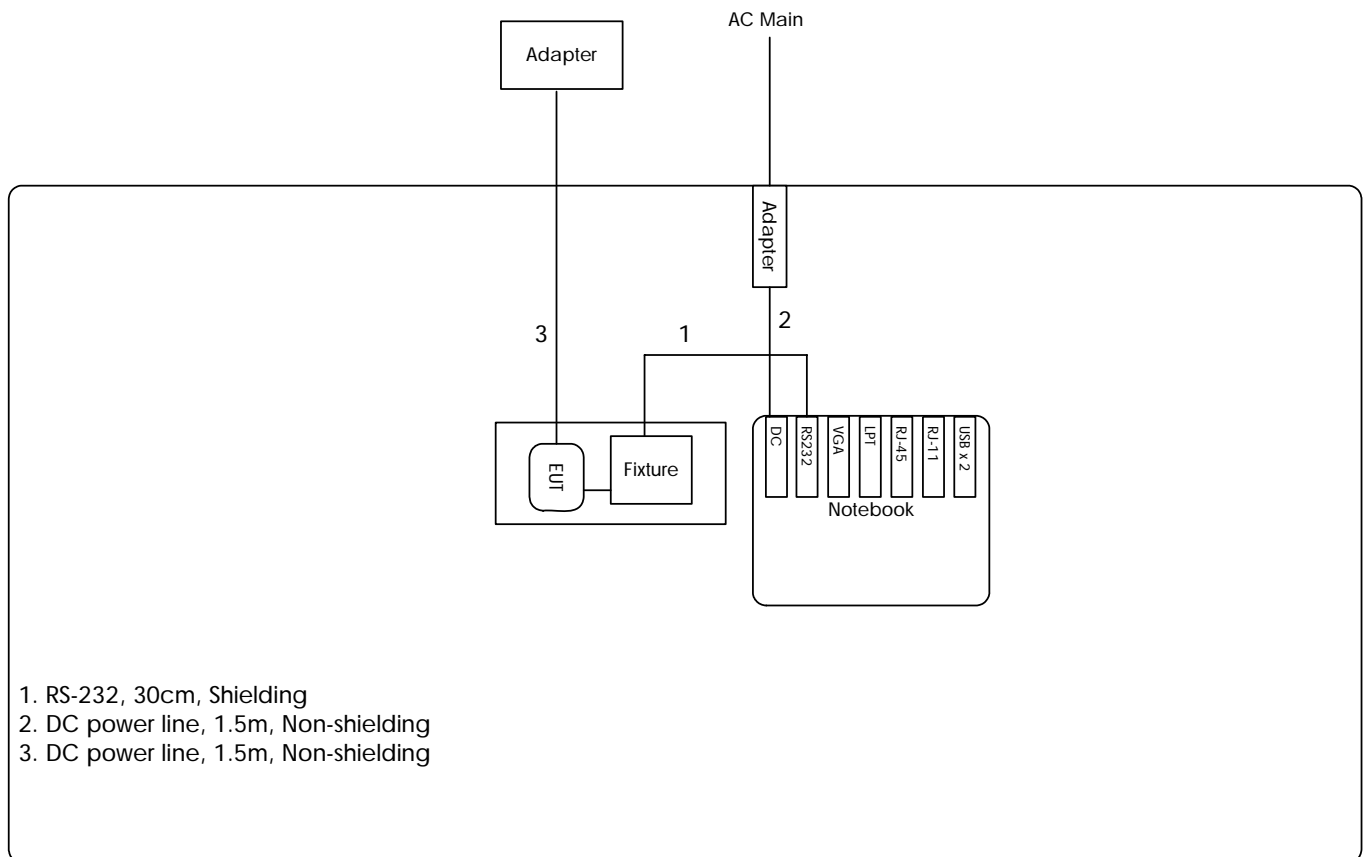 AC Main
Adapter
Adapter
3
1
2
EUT
Fixture
DC
RS232
VGA
LPT
RJ-45
RJ-11
USB x 2
Notebook
1. RS-232, 30cm, Shielding
2. DC power line, 1.5m, Non-shielding
3. DC power line, 1.5m, Non-shielding